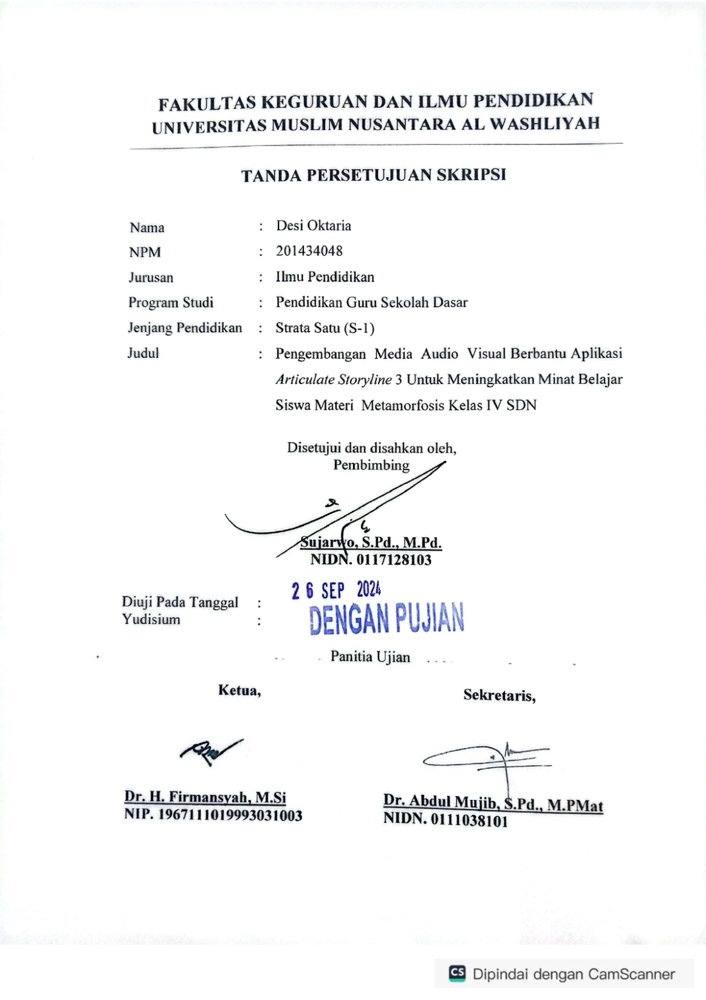 FAKULTAS KEGURUAN DAN ILMU PENDIDIKAN
UNIVERSITAS MUSLIM NUSANTARA AL WASHLIYAH
TANDA PERSETUJUAN SKRIPSI
Nama : Desi Oktaria
NPM : 201434048
Jurusan : Ilmu Pendidikan
Program Studi : Pendidikan Guru Sekolah Dasar
Jenjang Pendidikan : Strata Satu (S-1)
Judul : Pengembangan Media Audio Visual Berbantu Aplikasi
Articulate Storyline 3 Untuk Meningkatkan Minat Belajar
Siswa Materi Metamorfosis Kelas IV SDN
Disetujui dan disahkan oleh,
Pembimbing
Sujarwo, S.Pd., M.Pd.
NIDN. 0117128103
Diuji Pada Tanggal : 26 SEP 2024
Yudisium : DENGAN PUJIAN
Panitia Ujian
Ketua, Sekretaris,
Dr. H. Firmansyah, M.Si Dr. Abdul Mujib, S.Pd., M.PMat
NIP. 1967111019993031003 NIDN. 0111038101
CS Dipindai dengan CamScanner